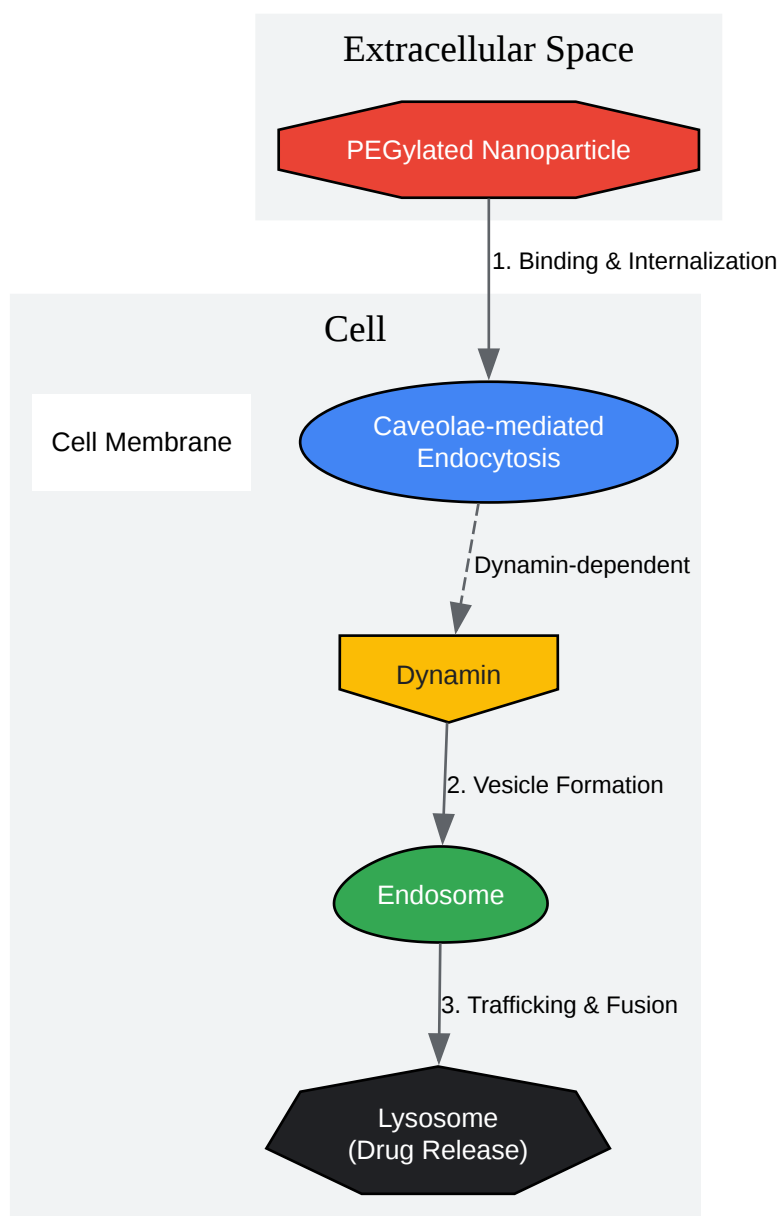 Extracellular Space
PEGylated Nanoparticle
1. Binding & Internalization
Cell
Cell Membrane
Caveolae-mediated
Endocytosis
Dynamin-dependent
Dynamin
2. Vesicle Formation
Endosome
3. Trafficking & Fusion
Lysosome
(Drug Release)